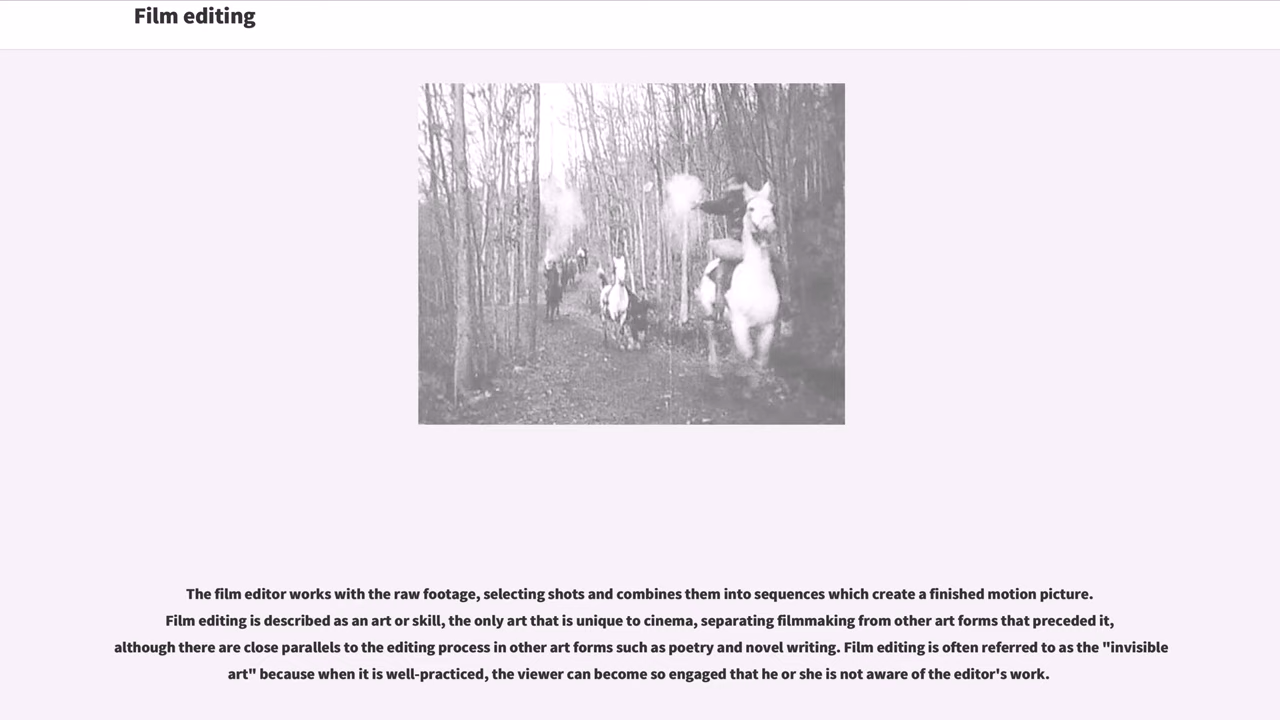 Film editing
The film editor works with the raw footage, selecting shots and combines them into sequences which create a finished motion picture.
Film editing is described as an art or skill, the only art that is unique to cinema, separating filmmaking from other art forms that preceded it,
although there are close parallels to the editing process in other art forms such as poetry and novel writing. Film editing is often referred to as the "invisible
art" because when it is well-practiced, the viewer can become so engaged that he or she is not aware of the editor's work.